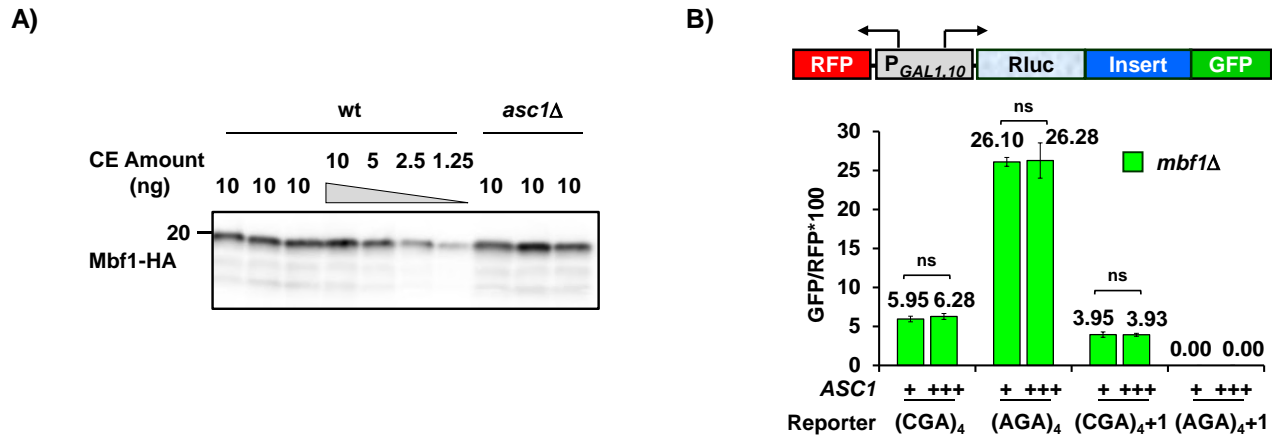 A)
wt
asc1Δ
CE Amount
(ng)
10 5 2.5 1.25
10 10 10
10 10 10
20
Mbf1-HA
B)
RFP PGAL1,10 Rluc Insert GFP
GFP/RFP*100
30
25
20
15
10
5
0
ns
ns
ns
5.95 6.28
26.10 26.28
3.95 3.93
0.00 0.00
mbf1Δ
ASC1 + +++ + +++ + +++ + +++
Reporter (CGA)4 (AGA)4 (CGA)4+1 (AGA)4+1